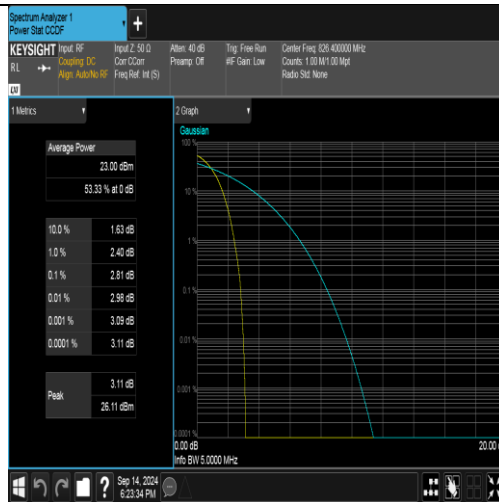 Spectrum Analyzer 1
Power Stat CCDF
+
KEYSIGHT
RL
LXI
Input: RF
Coupling: DC
Align: Auto/No RF
Input Z: 50 Ω
Corr CCorr
Freq Ref: Int (S)
Atten: 40 dB
Preamp: Off
Trig: Free Run
#IF Gain: Low
Center Freq: 826.400000 MHz
Counts: 1.00 M/1.00 Mpt
Radio Std: None
1 Metrics
Average Power
23.00 dBm
53.33 % at 0 dB
10.0 % 1.63 dB
1.0 % 2.40 dB
0.1 % 2.81 dB
0.01 % 2.98 dB
0.001 % 3.09 dB
0.0001 % 3.11 dB
Peak
3.11 dB
26.11 dBm
2 Graph
Gaussian
100 %
10 %
1 %
0.1 %
0.01 %
0.001 %
0.0001 %
0.00 dB
20.00
Info BW 5.0000 MHz
?
Sep 14, 2024
6:23:34 PM